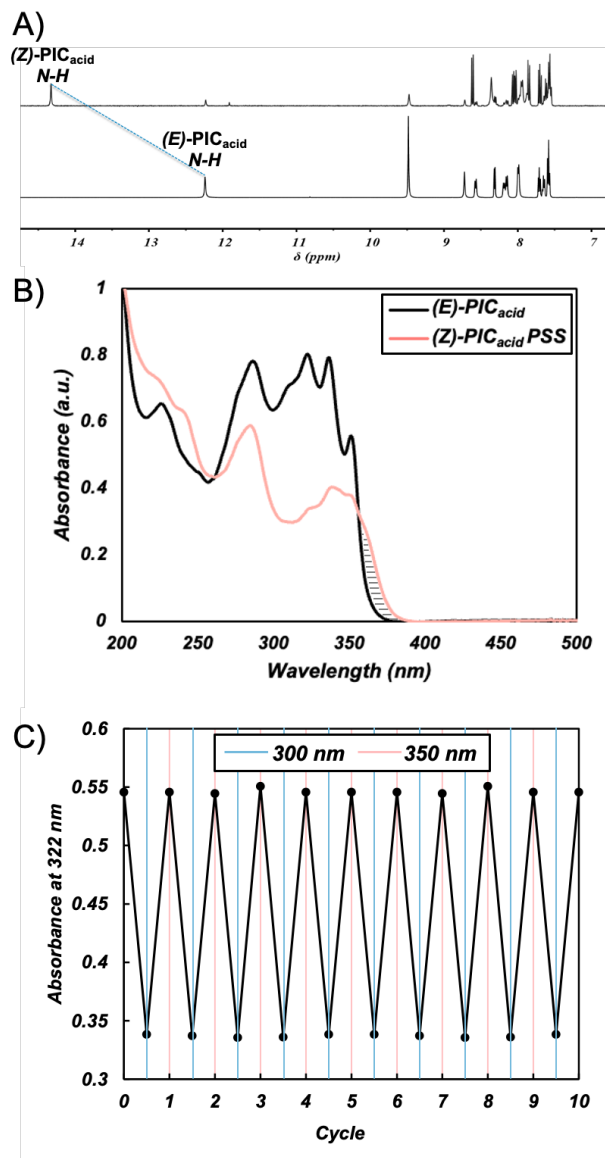 A)
(Z)-PICacid
N-H
(E)-PICacid
N-H
14 13 12 11 10 9 8 7
δ (ppm)
B)
1
0.8
0.6
0.4
0.2
0
Absorbance (a.u.)
(E)-PICacid
(Z)-PICacid PSS
200 250 300 350 400 450 500
Wavelength (nm)
C)
0.6
0.55
0.5
0.45
0.4
0.35
0.3
Absorbance at 322 nm
300 nm 350 nm
0 1 2 3 4 5 6 7 8 9 10
Cycle